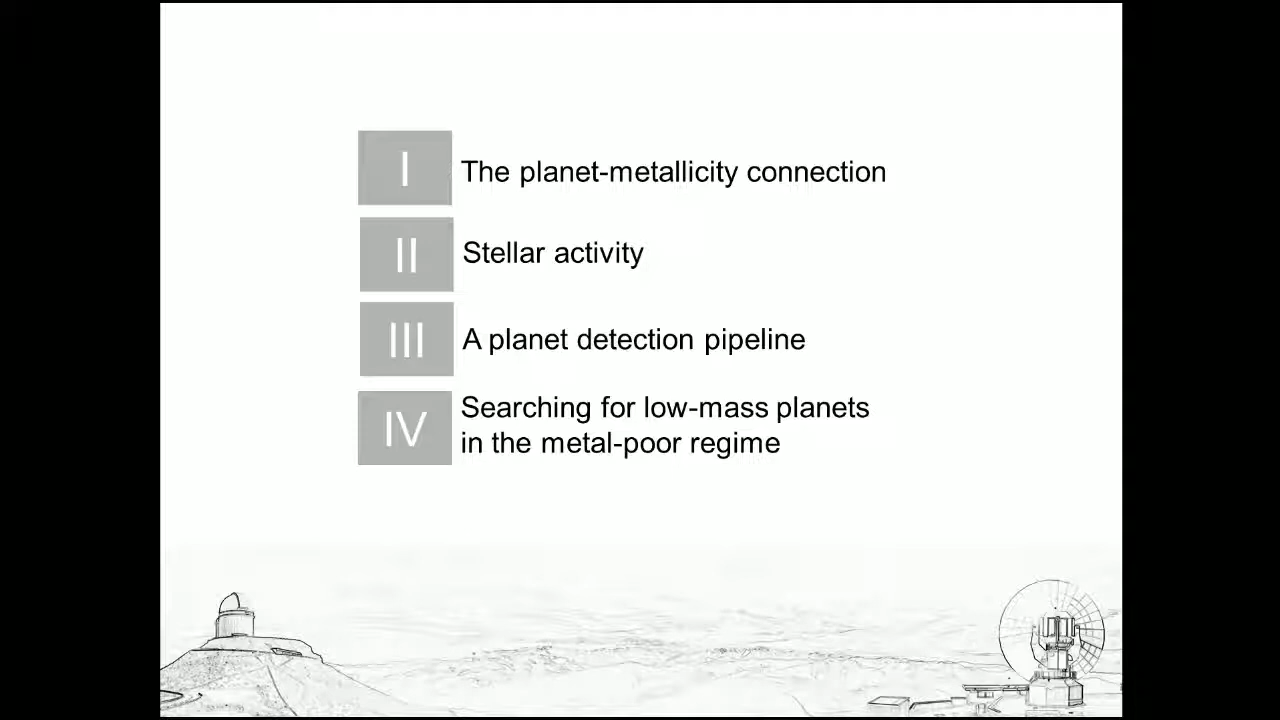 I The planet-metallicity connection
II Stellar activity
III A planet detection pipeline
IV Searching for low-mass planets
in the metal-poor regime